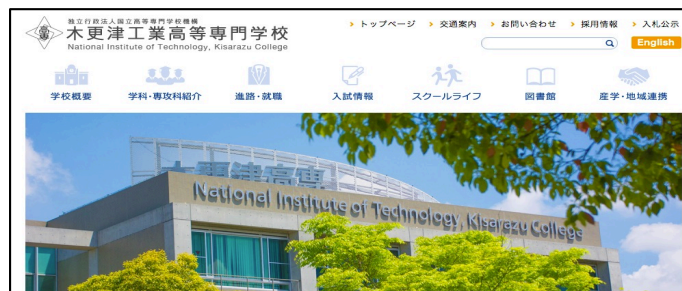 独立行政法人国立高等専門学校機構
木更津工業高等専門学校
National Institute of Technology, Kisarazu College
トップページ 交通案内 お問い合わせ 採用情報 入札公示
English
学校概要 学科・専攻科紹介 進路・就職 入試情報 スクールライフ 図書館 産学・地域連携
木更津高専
National Institute of Technology, Kisarazu College